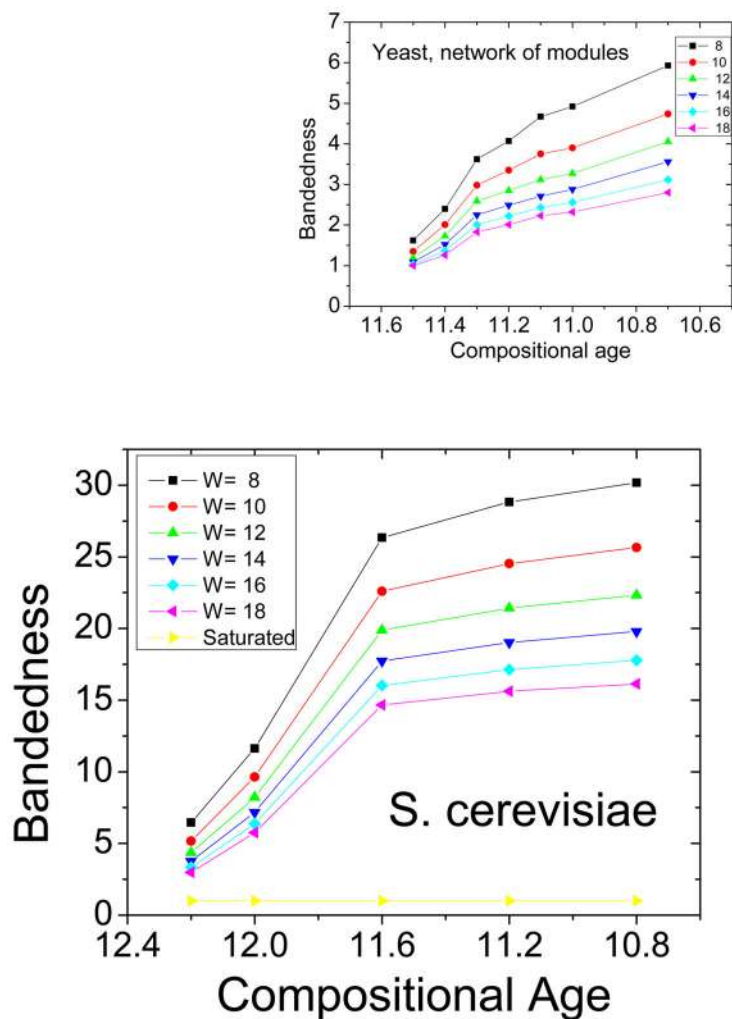 Yeast, network of modules
8
10
12
14
16
18
7
6
5
4
3
2
1
0
Bandedness
11.6 11.4 11.2 11.0 10.8 10.6
Compositional age
30
25
20
15
10
5
0
Bandedness
W= 8
W= 10
W= 12
W= 14
W= 16
W= 18
Saturated
S. cerevisiae
12.4 12.0 11.6 11.2 10.8
Compositional Age